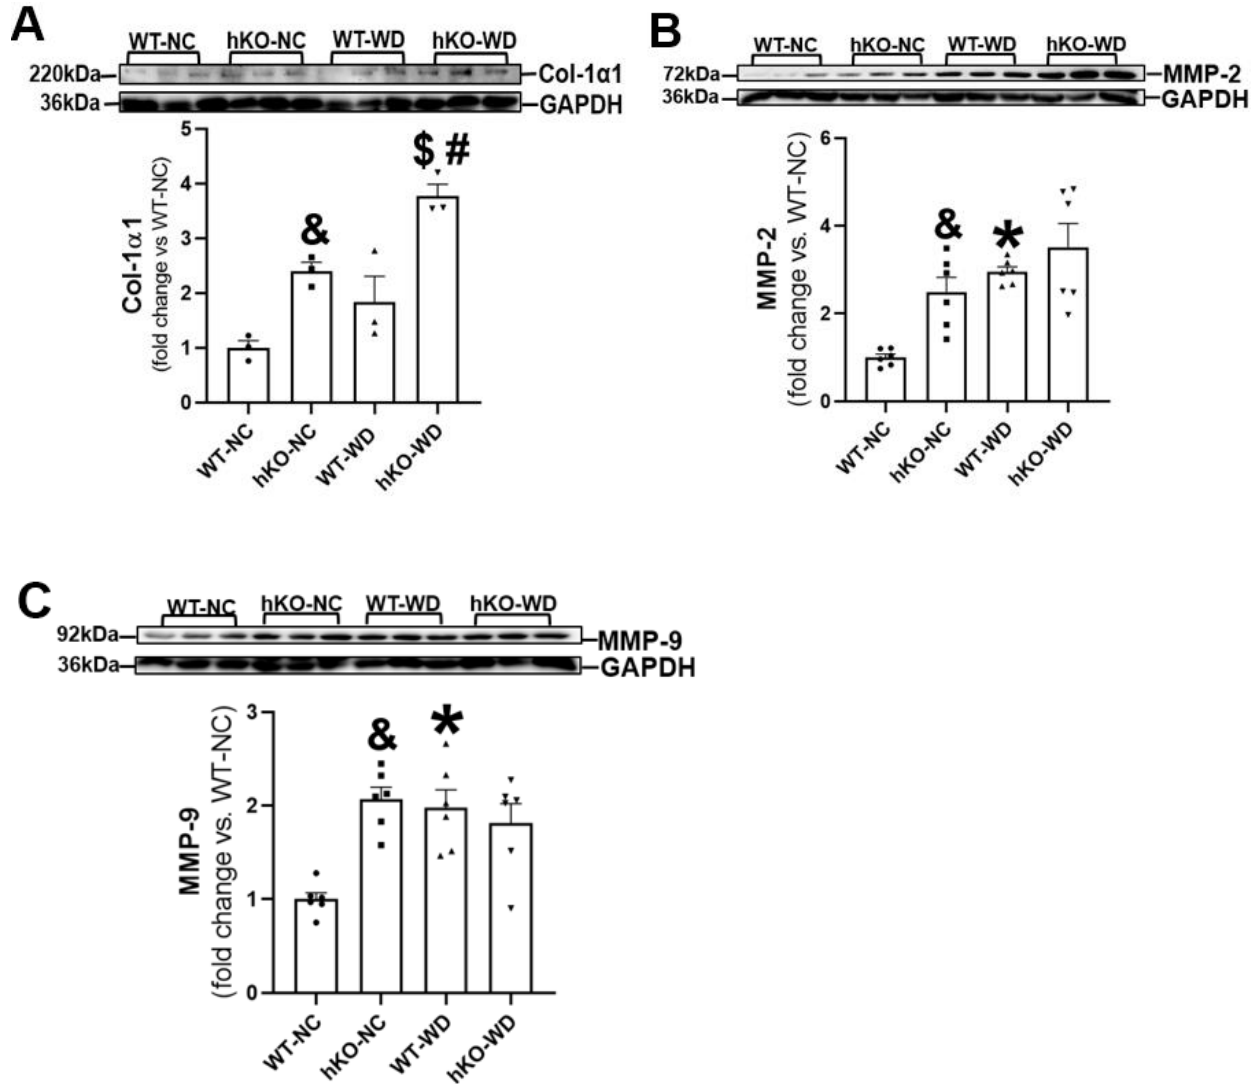 A
WT-NC hKO-NC WT-WD hKO-WD
220kDa Col-1α1
36kDa GAPDH
Col-1α1
(fold change vs WT-NC)
5
4
3
2
1
0
& $ #
WT-NC hKO-NC WT-WD hKO-WD
B
WT-NC hKO-NC WT-WD hKO-WD
72kDa MMP-2
36kDa GAPDH
MMP-2
(fold change vs. WT-NC)
6
4
2
0
& *
WT-NC hKO-NC WT-WD hKO-WD
C
WT-NC hKO-NC WT-WD hKO-WD
92kDa MMP-9
36kDa GAPDH
MMP-9
(fold change vs. WT-NC)
3
2
1
0
& *
WT-NC hKO-NC WT-WD hKO-WD